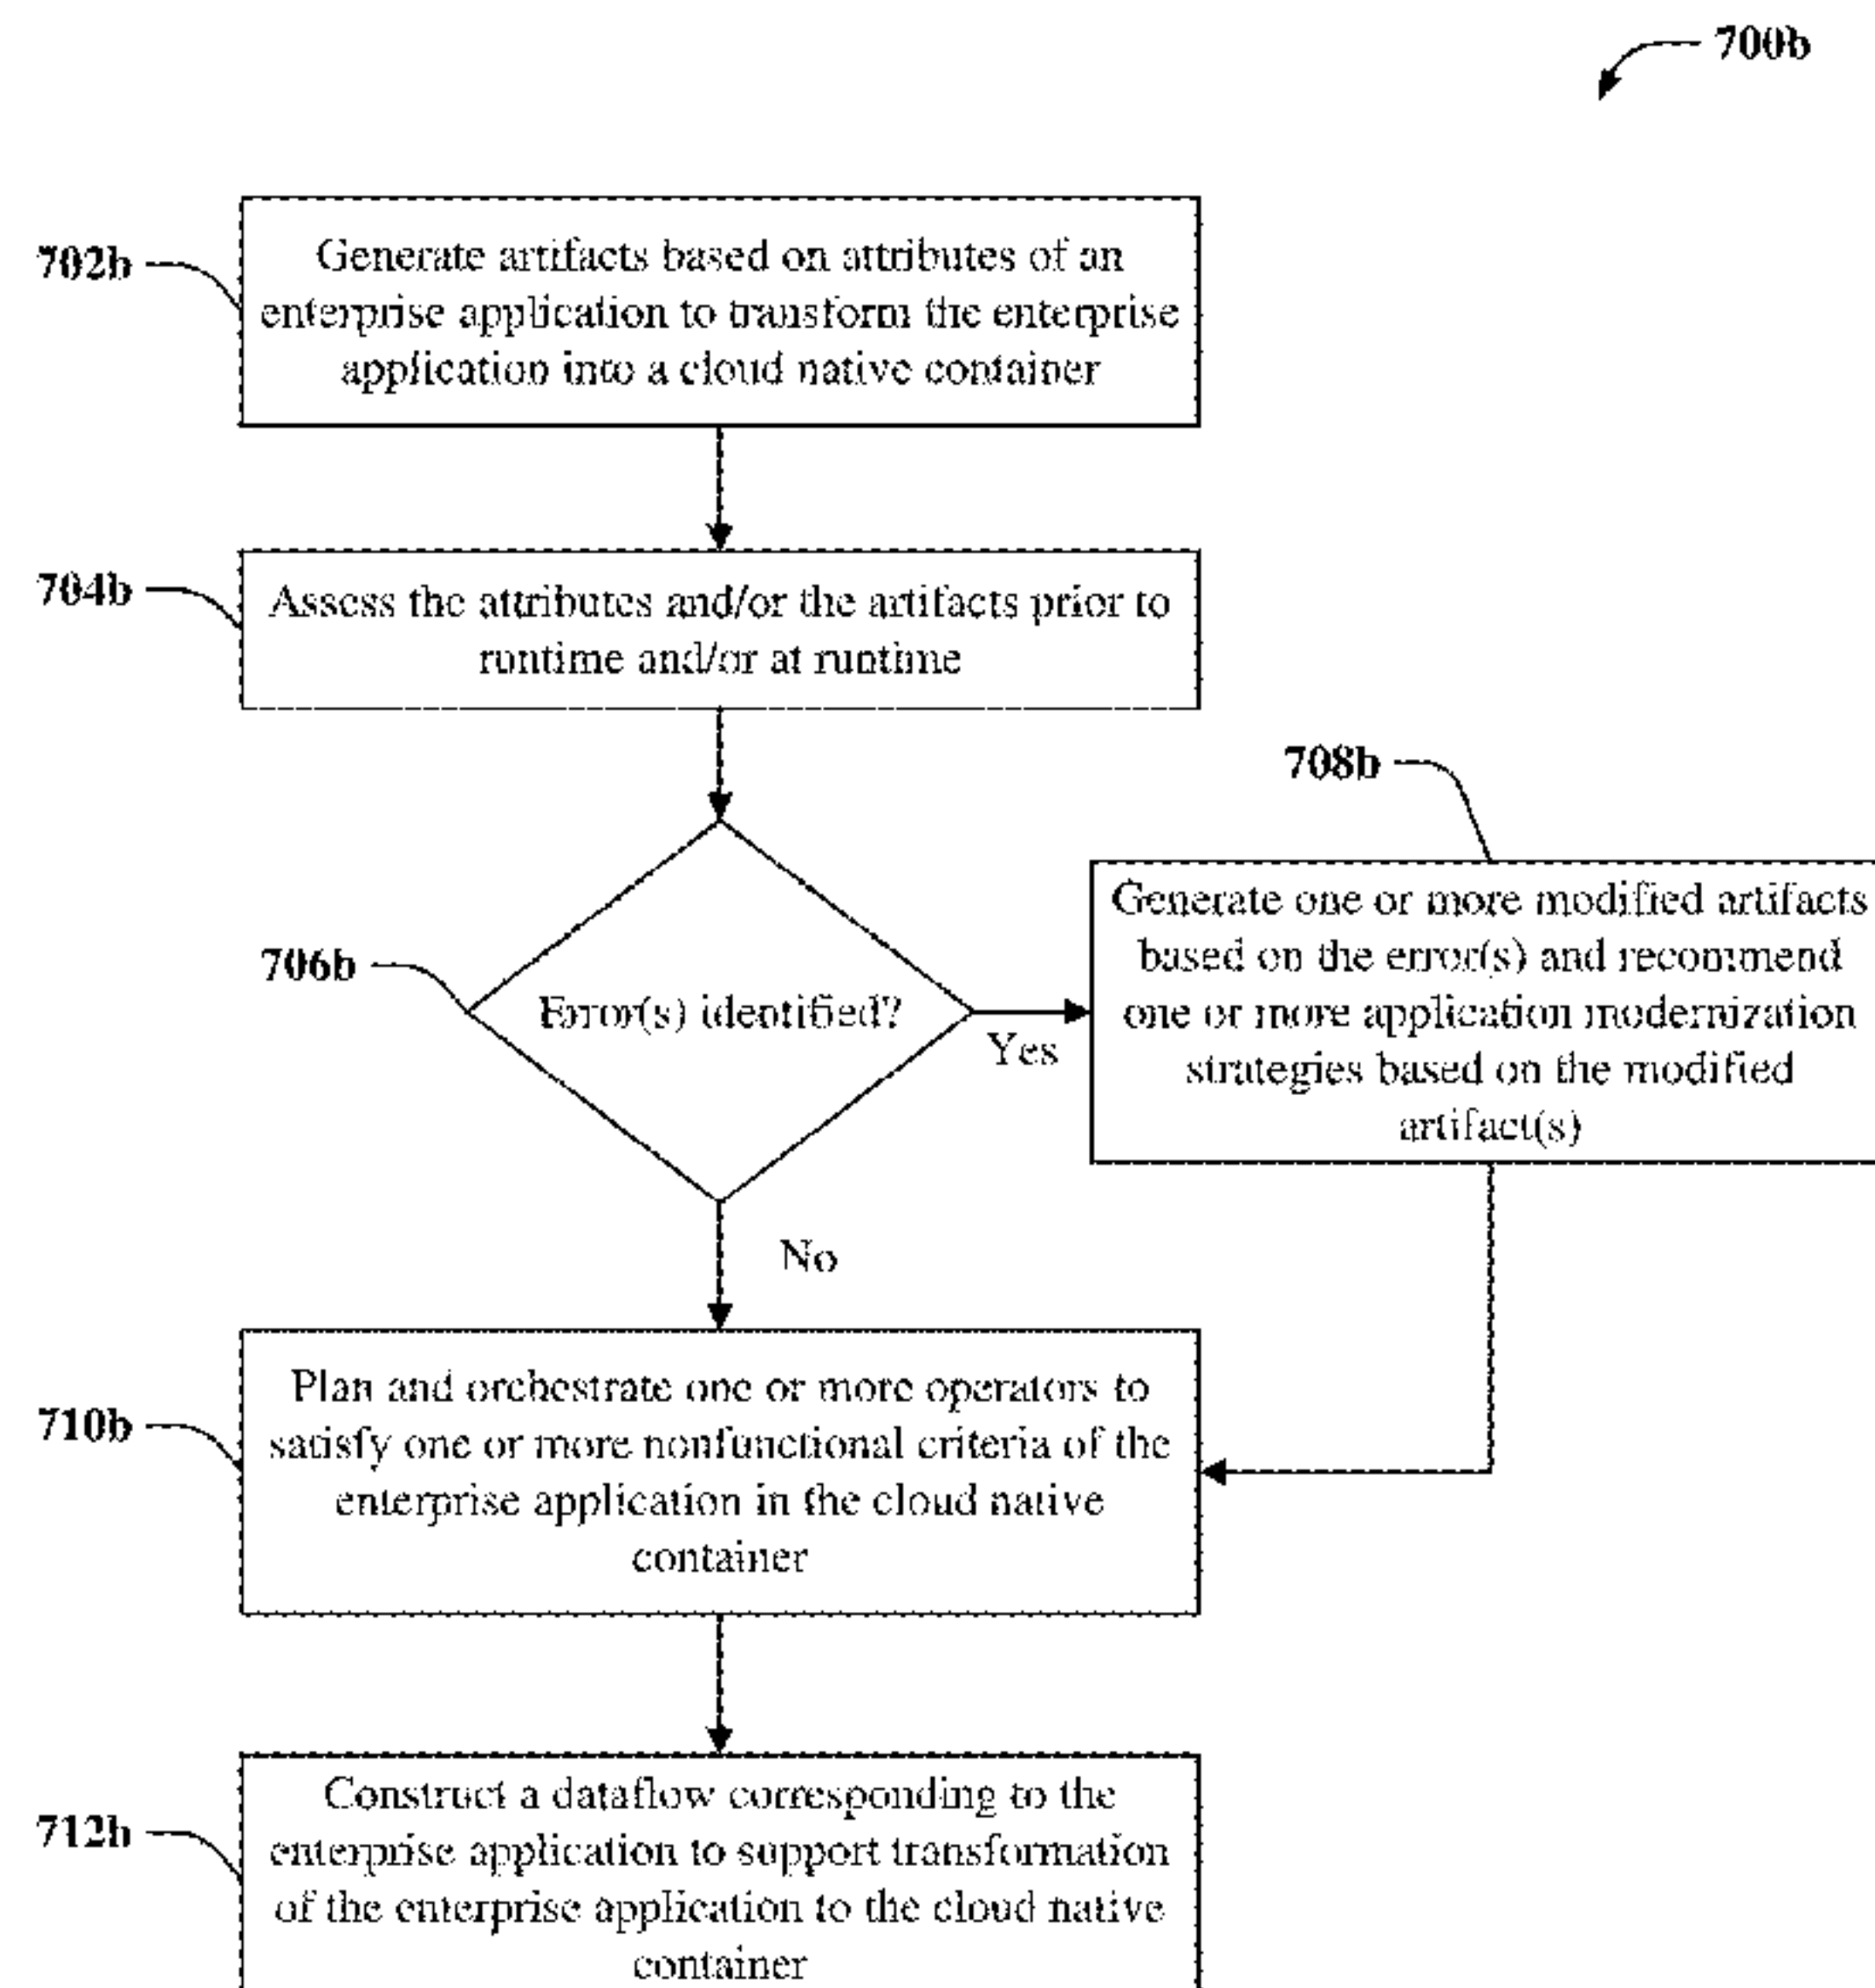 700b
702b
Generate artifacts based on attributes of an
enterprise application to transform the enterprise
application into a cloud native container
704b
Assess the attributes and/or the artifacts prior to
runtime and/or at runtime
706b
Error(s) identified?
Yes
708b
Generate one or more modified artifacts
based on the error(s) and recommend
one or more application modernization
strategies based on the modified
artifact(s)
No
710b
Plan and orchestrate one or more operators to
satisfy one or more nonfunctional criteria of the
enterprise application in the cloud native
container
712b
Construct a dataflow corresponding to the
enterprise application to support transformation
of the enterprise application to the cloud native
container